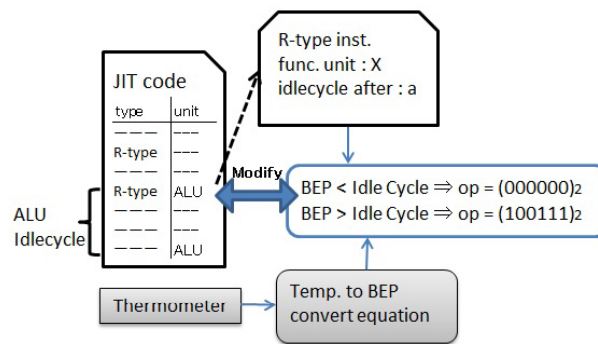 R-type inst.
func. unit : X
idlecycle after : a
JIT code
type unit
--- ---
R-type ---
--- ---
R-type ALU
--- ---
--- ---
--- ALU
ALU
Idlecycle
Modify
BEP < Idle Cycle ⇒ op = (000000)₂
BEP > Idle Cycle ⇒ op = (100111)₂
Thermometer
Temp. to BEP
convert equation